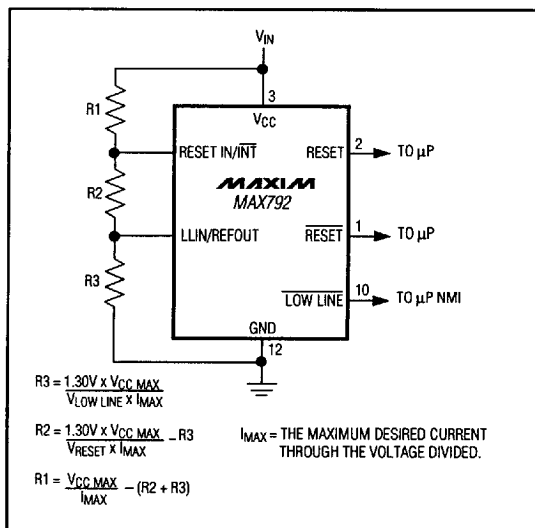 VIN
R1
3
VCC
RESET IN/INT
RESET
2
TO µP
R2
MAXIM
MAX792
LLIN/REFOUT
RESET
1
TO µP
R3
LOW LINE
10
TO µP NMI
GND
12
R3 = 1.30V x VCC MAX
VLOW LINE x IMAX
R2 = 1.30V x VCC MAX – R3
VRESET x IMAX
IMAX = THE MAXIMUM DESIRED CURRENT
THROUGH THE VOLTAGE DIVIDED.
R1 = VCC MAX – (R2 + R3)
IMAX